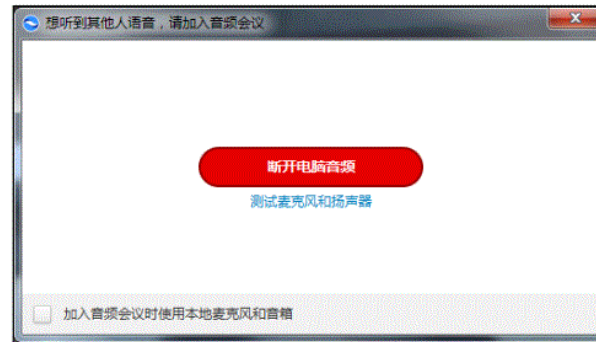 想听到其他人语音，请加入音频会议
断开电脑音频
测试麦克风和扬声器
加入音频会议时使用本地麦克风和音箱